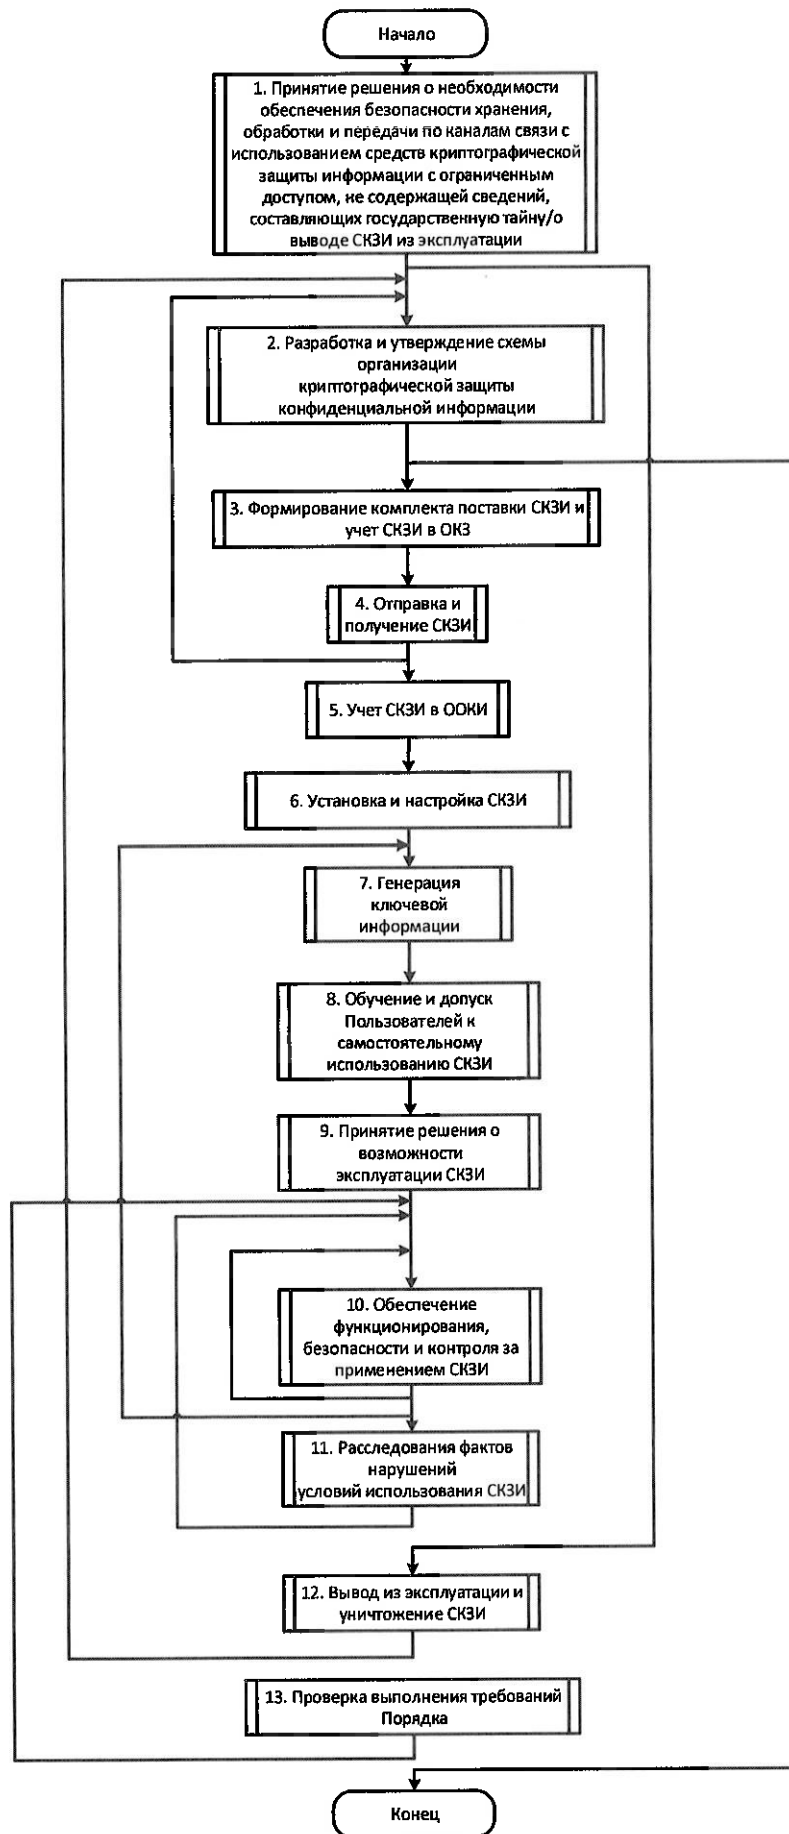 Начало
1. Принятие решения о необходимости
обеспечения безопасности хранения,
обработки и передачи по каналам связи с
использованием средств криптографической
защиты информации с ограниченным
доступом, не содержащей сведений,
составляющих государственную тайну/о
выводе СКЗИ из эксплуатации
2. Разработка и утверждение схемы
организации
криптографической защиты
конфиденциальной информации
3. Формирование комплекта поставки СКЗИ и
учет СКЗИ в ОКЗ
4. Отправка и
получение СКЗИ
5. Учет СКЗИ в ООКИ
6. Установка и настройка СКЗИ
7. Генерация
ключевой
информации
8. Обучение и допуск
Пользователей к
самостоятельному
использованию СКЗИ
9. Принятие решения о
возможности
эксплуатации СКЗИ
10. Обеспечение
функционирования,
безопасности и контроля за
применением СКЗИ
11. Расследования фактов
нарушений
условий использования СКЗИ
12. Вывод из эксплуатации и
уничтожение СКЗИ
13. Проверка выполнения требований
Порядка
Конец